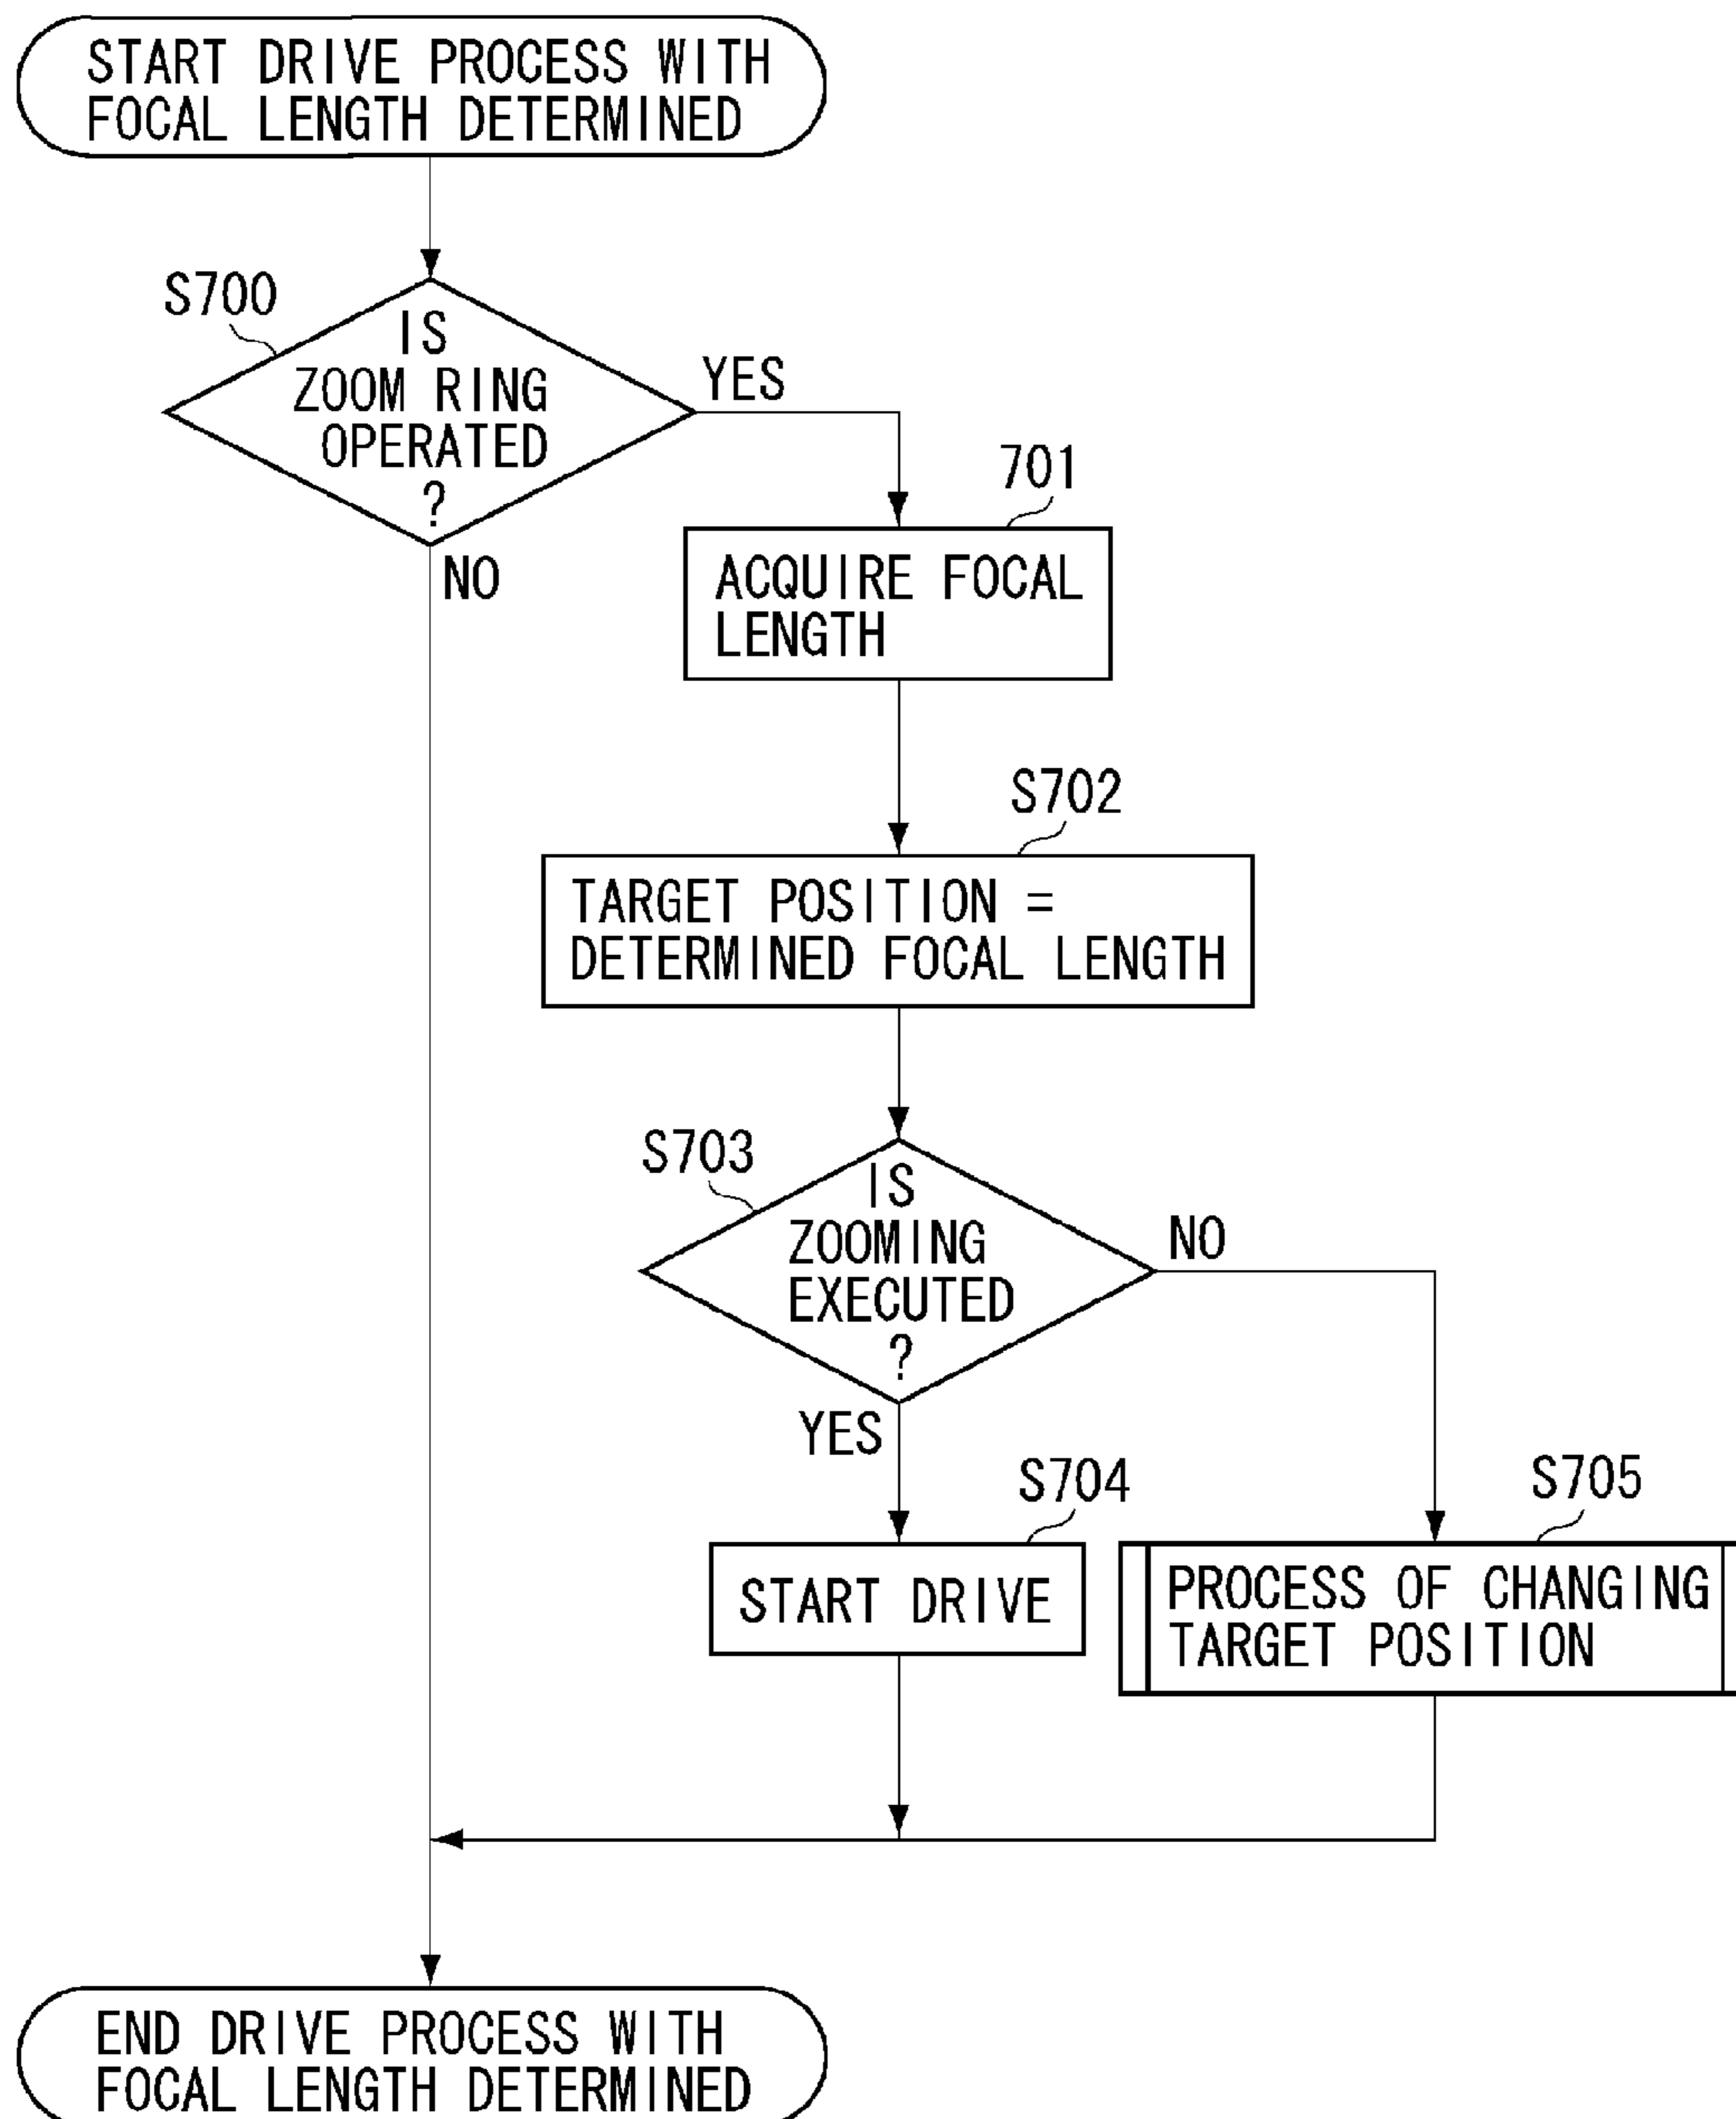 START DRIVE PROCESS WITH
FOCAL LENGTH DETERMINED
S700
IS
ZOOM RING
OPERATED
?
YES
NO
701
ACQUIRE FOCAL
LENGTH
S702
TARGET POSITION =
DETERMINED FOCAL LENGTH
S703
IS
ZOOMING
EXECUTED
?
NO
YES
S704
START DRIVE
S705
PROCESS OF CHANGING
TARGET POSITION
END DRIVE PROCESS WITH
FOCAL LENGTH DETERMINED